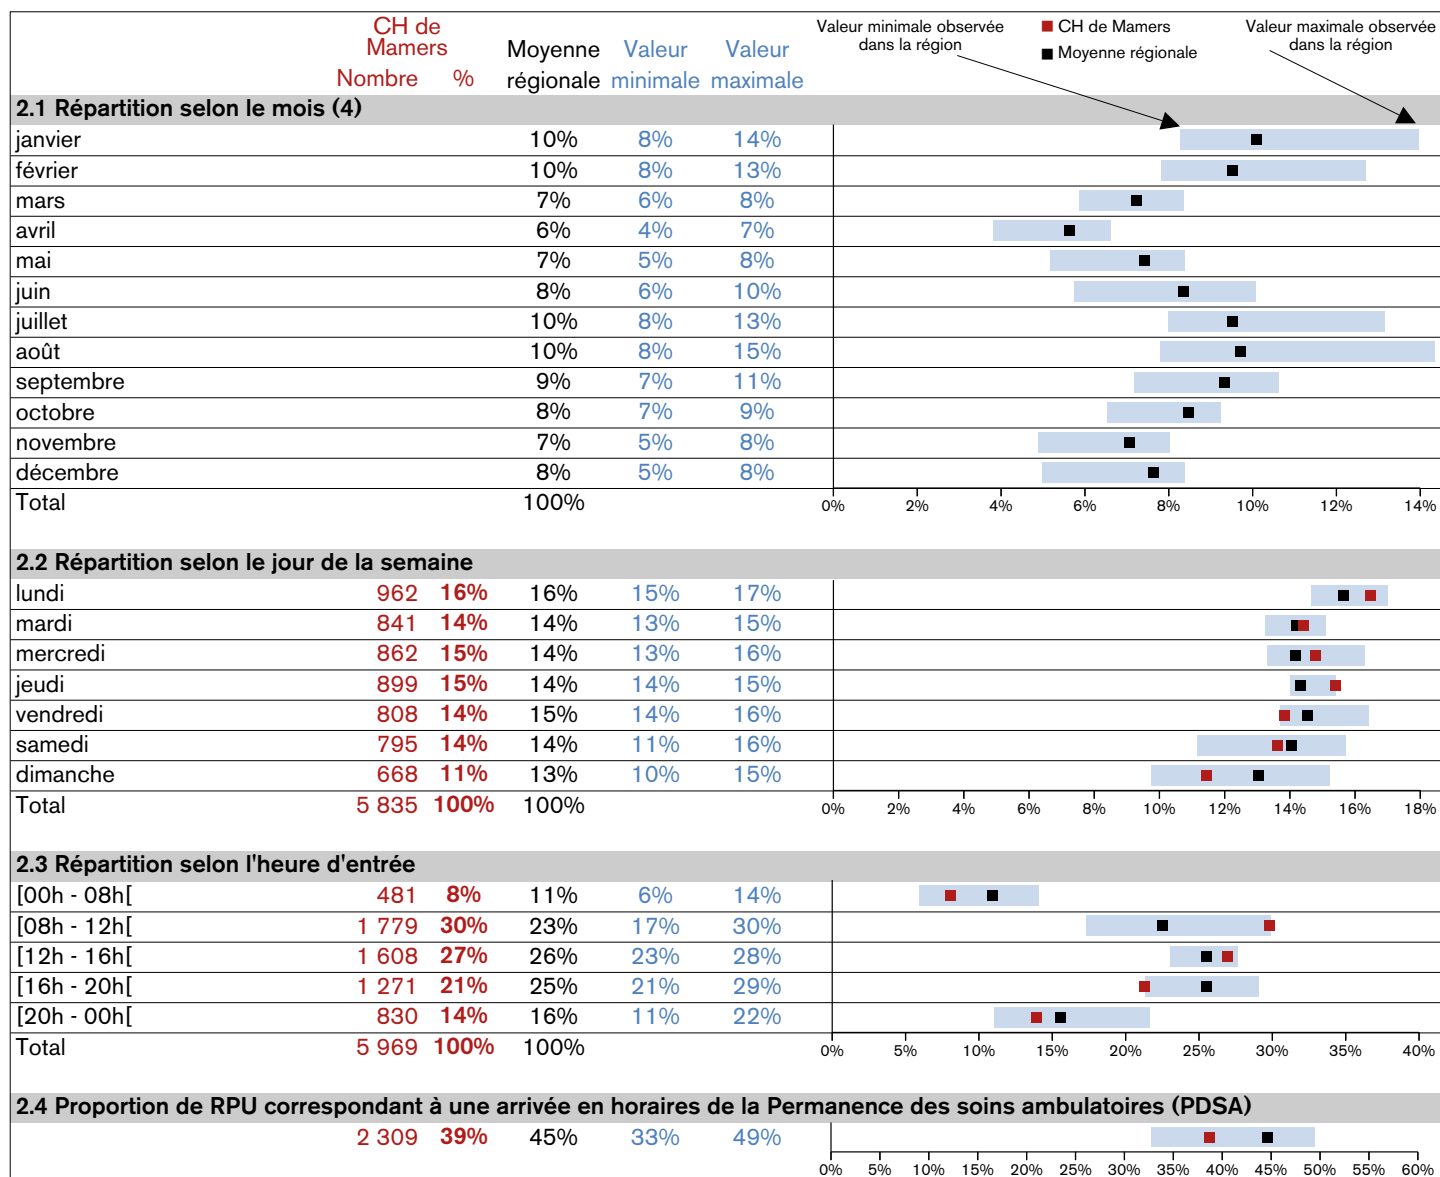 CH de Mamers Moyenne Valeur Valeur
Nombre % régionale minimale maximale
Valeur minimale observée dans la région
CH de Mamers
Moyenne régionale
Valeur maximale observée dans la région
2.1 Répartition selon le mois (4)
janvier 10% 8% 14%
février 10% 8% 13%
mars 7% 6% 8%
avril 6% 4% 7%
mai 7% 5% 8%
juin 8% 6% 10%
juillet 10% 8% 13%
août 10% 8% 15%
septembre 9% 7% 11%
octobre 8% 7% 9%
novembre 7% 5% 8%
décembre 8% 5% 8%
Total 100%
0% 2% 4% 6% 8% 10% 12% 14%
2.2 Répartition selon le jour de la semaine
lundi 962 16% 16% 15% 17%
mardi 841 14% 14% 13% 15%
mercredi 862 15% 14% 13% 16%
jeudi 899 15% 14% 14% 15%
vendredi 808 14% 15% 14% 16%
samedi 795 14% 14% 11% 16%
dimanche 668 11% 13% 10% 15%
Total 5 835 100% 100%
0% 2% 4% 6% 8% 10% 12% 14% 16% 18%
2.3 Répartition selon l'heure d'entrée
[00h - 08h[ 481 8% 11% 6% 14%
[08h - 12h[ 1 779 30% 23% 17% 30%
[12h - 16h[ 1 608 27% 26% 23% 28%
[16h - 20h[ 1 271 21% 25% 21% 29%
[20h - 00h[ 830 14% 16% 11% 22%
Total 5 969 100% 100%
0% 5% 10% 15% 20% 25% 30% 35% 40%
2.4 Proportion de RPU correspondant à une arrivée en horaires de la Permanence des soins ambulatoires (PDSA)
2 309 39% 45% 33% 49%
0% 5% 10% 15% 20% 25% 30% 35% 40% 45% 50% 55% 60%